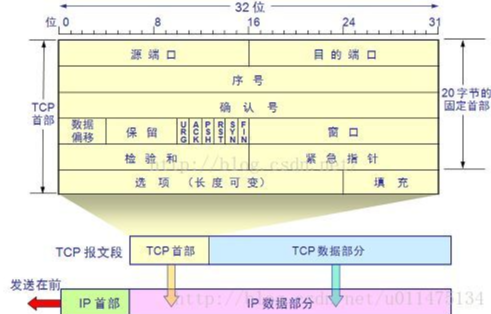 32 位
位 0 8 16 24 31
源 端 口 目 的 端 口
序 号
TCP 首部
20 字节的固定首部
确 认 号
数据偏移 保 留 URG ACK PSH RST SYN FIN 窗 口
检 验 和 紧 急 指 针
http://blog.csdn.net/
选 项 ( 长 度 可 变 ) 填 充
TCP 报文段 TCP 首部 TCP 数据部分
发送在前
IP 首部 IP 数据部分
http://blog.csdn.net/u011475134